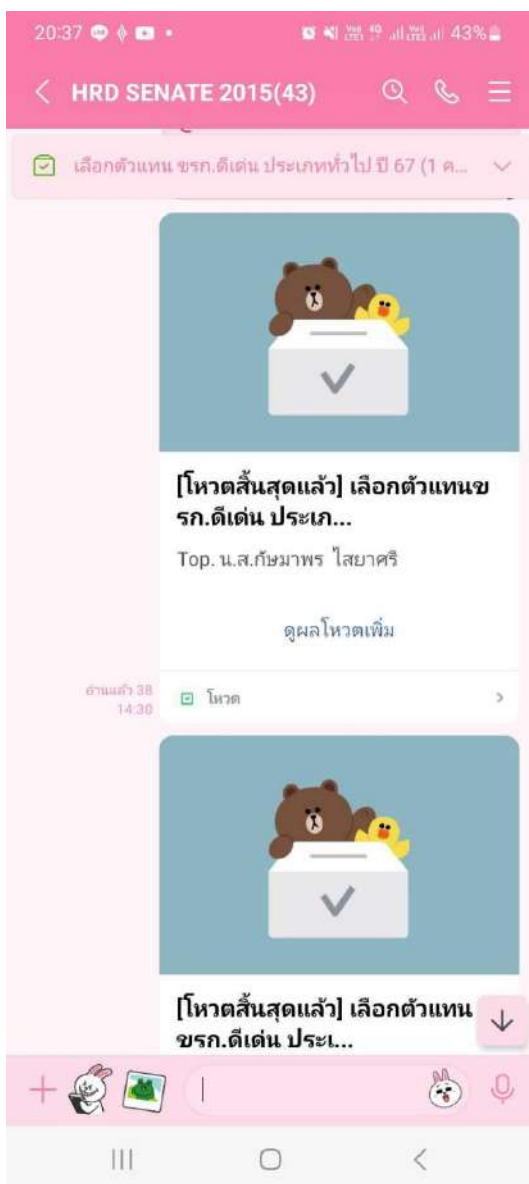 20:37
43%
HRD SENATE 2015(43)
เลือกตัวแทน ขรก.ดีเด่น ประเภททั่วไป ปี 67 (1 ค...
[โหวตสิ้นสุดแล้ว] เลือกตัวแทนข
รก.ดีเด่น ประเภ...
Top. น.ส.กัษมาพร ไสยาศรี
ดูผลโหวตเพิ่ม
อ่านแล้ว 38
14:30
โหวต
[โหวตสิ้นสุดแล้ว] เลือกตัวแทน
ขรก.ดีเด่น ประเ...